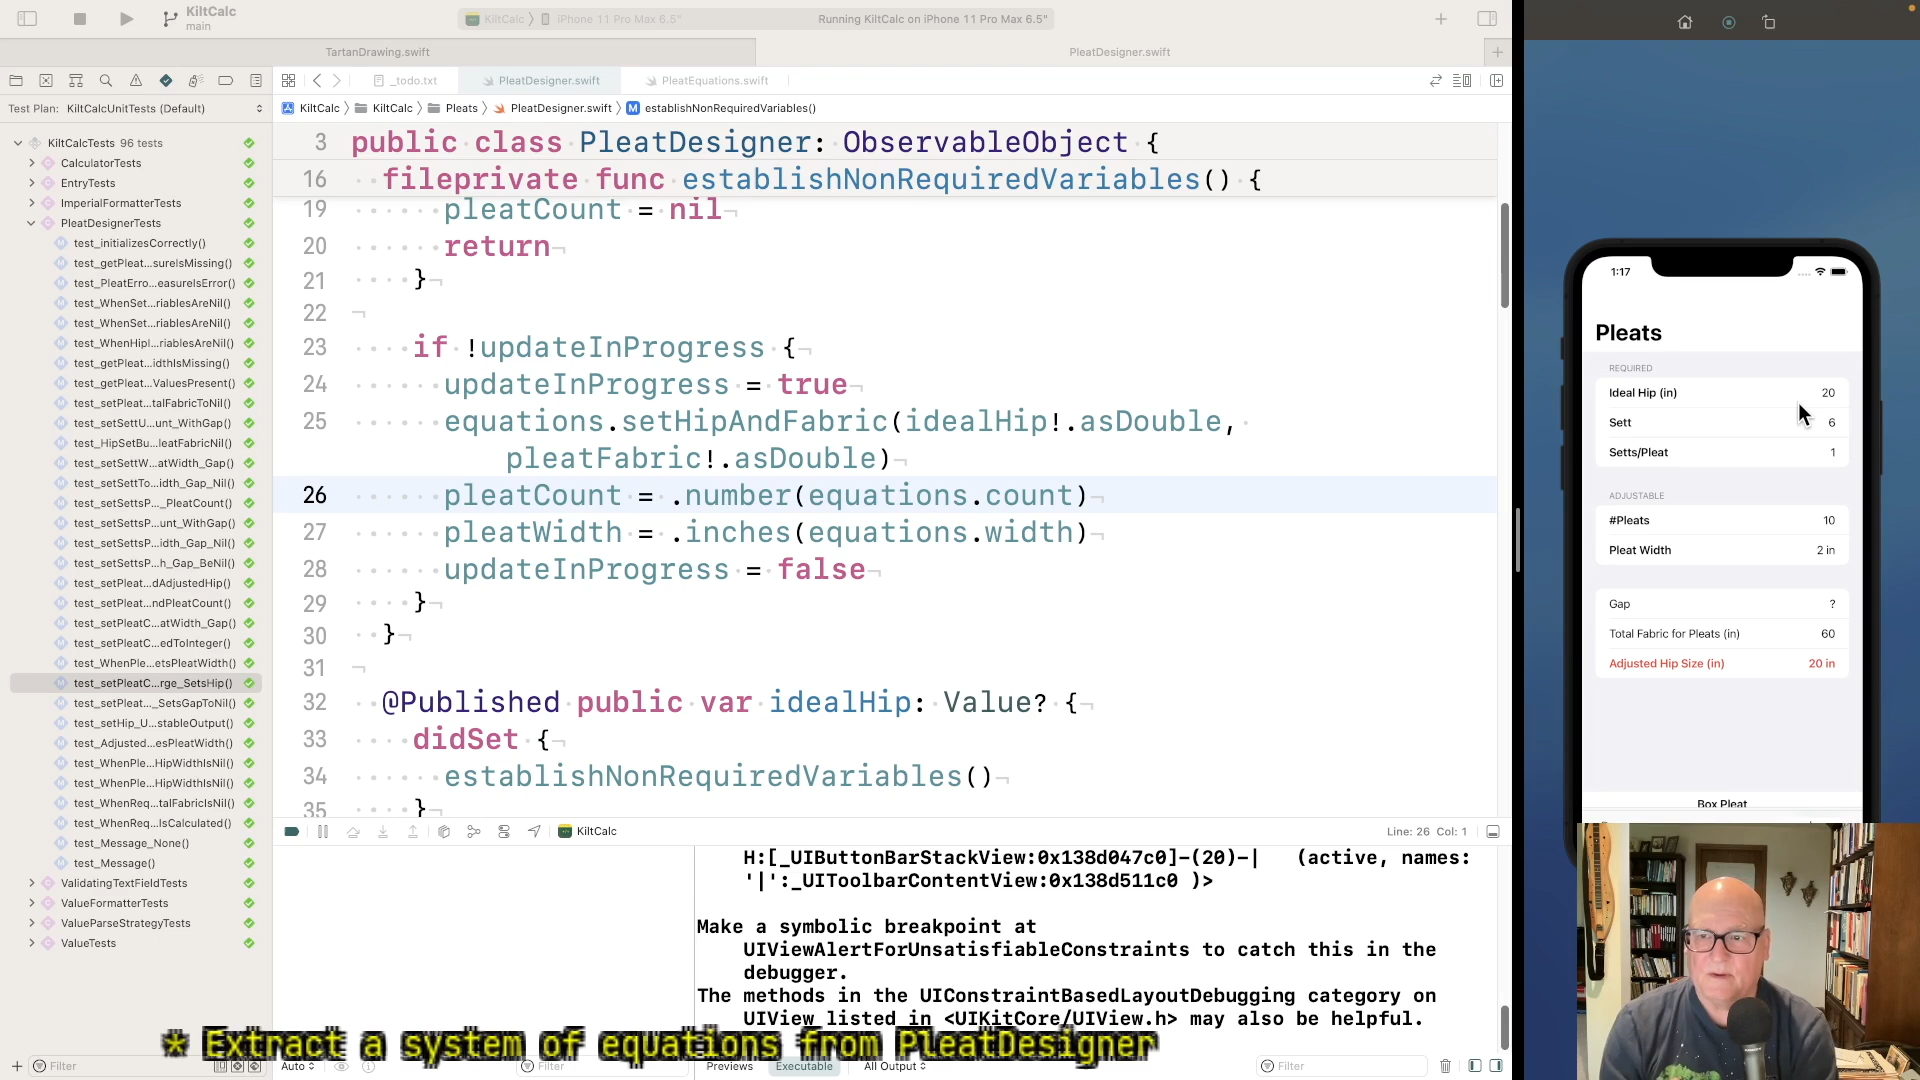 KiltCalc
main
KiltCalc
iPhone 11 Pro Max 6.5"
Running KiltCalc on iPhone 11 Pro Max 6.5"
TartanDrawing.swift
PleatDesigner.swift
_todo.txt
PleatDesigner.swift
PleatEquations.swift
Test Plan: KiltCalcUnitTests (Default)
KiltCalc
KiltCalc
Pleats
PleatDesigner.swift
M establishNonRequiredVariables()
KiltCalcTests 96 tests
C CalculatorTests
C EntryTests
C ImperialFormatterTests
C PleatDesignerTests
M test_initializesCorrectly()
M test_getPleat...sureIsMissing()
M test_PleatErro...easureIsError()
M test_WhenSet...riablesAreNil()
M test_WhenSet...riablesAreNil()
M test_WhenHipI...riablesAreNil()
M test_getPleat...idthIsMissing()
M test_getPleat...ValuesPresent()
M test_setPleat...talFabricToNil()
M test_setSettU...unt_WithGap()
M test_HipSetBu...leatFabricNil()
M test_setSettW...atWidth_Gap()
M test_setSettTo...idth_Gap_Nil()
M test_setSettsP..._PleatCount()
M test_setSettsP...unt_WithGap()
M test_setSettsP...idth_Gap_Nil()
M test_setSettsP...h_Gap_BeNil()
M test_setPleat...dAdjustedHip()
M test_setPleat...ndPleatCount()
M test_setPleatC...atWidth_Gap()
M test_setPleatC...edToInteger()
M test_WhenPle...etsPleatWidth()
M test_setPleatC...rge_SetsHip()
M test_setPleat..._SetsGapToNil()
M test_setHip_U...stableOutput()
M test_Adjusted...esPleatWidth()
M test_WhenPle...HipWidthIsNil()
M test_WhenPle...HipWidthIsNil()
M test_WhenReq...talFabricIsNil()
M test_WhenReq...IsCalculated()
M test_Message_None()
M test_Message()
C ValidatingTextFieldTests
C ValueFormatterTests
C ValueParseStrategyTests
C ValueTests
3 public class PleatDesigner: ObservableObject {
16 fileprivate func establishNonRequiredVariables() {
19 pleatCount = nil
20 return
21 }
22
23 if !updateInProgress {
24 updateInProgress = true
25 equations.setHipAndFabric(idealHip!.asDouble,
pleatFabric!.asDouble)
26 pleatCount = .number(equations.count)
27 pleatWidth = .inches(equations.width)
28 updateInProgress = false
29 }
30 }
31
32 @Published public var idealHip: Value? {
33 didSet {
34 establishNonRequiredVariables()
35 }
KiltCalc
Line: 26 Col: 1
H:[_UIButtonBarStackView:0x138d047c0]-(20)-| (active, names:
'|':_UIToolbarContentView:0x138d511c0 )>
Make a symbolic breakpoint at
UIViewAlertForUnsatisfiableConstraints to catch this in the
debugger.
The methods in the UIConstraintBasedLayoutDebugging category on
UIView listed in <UIKitCore/UIView.h> may also be helpful.
* Extract a system of equations from PleatDesigner
Filter
Auto
Filter
Previews
Executable
All Output
Filter
1:17
Pleats
REQUIRED
Ideal Hip (in) 20
Sett 6
Setts/Pleat 1
ADJUSTABLE
#Pleats 10
Pleat Width 2 in
Gap ?
Total Fabric for Pleats (in) 60
Adjusted Hip Size (in) 20 in
Box Pleat